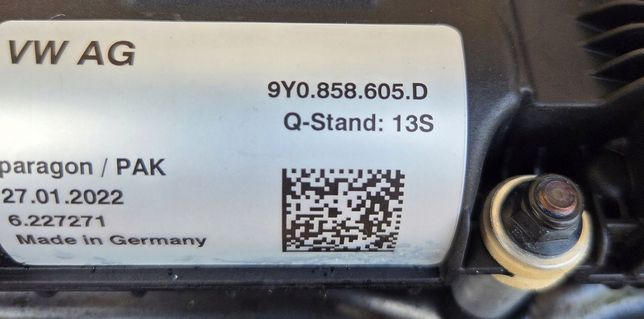 VW AG
9Y0.858.605.D
Q-Stand: 13S
paragon / PAK
27.01.2022
6.227271
Made in Germany